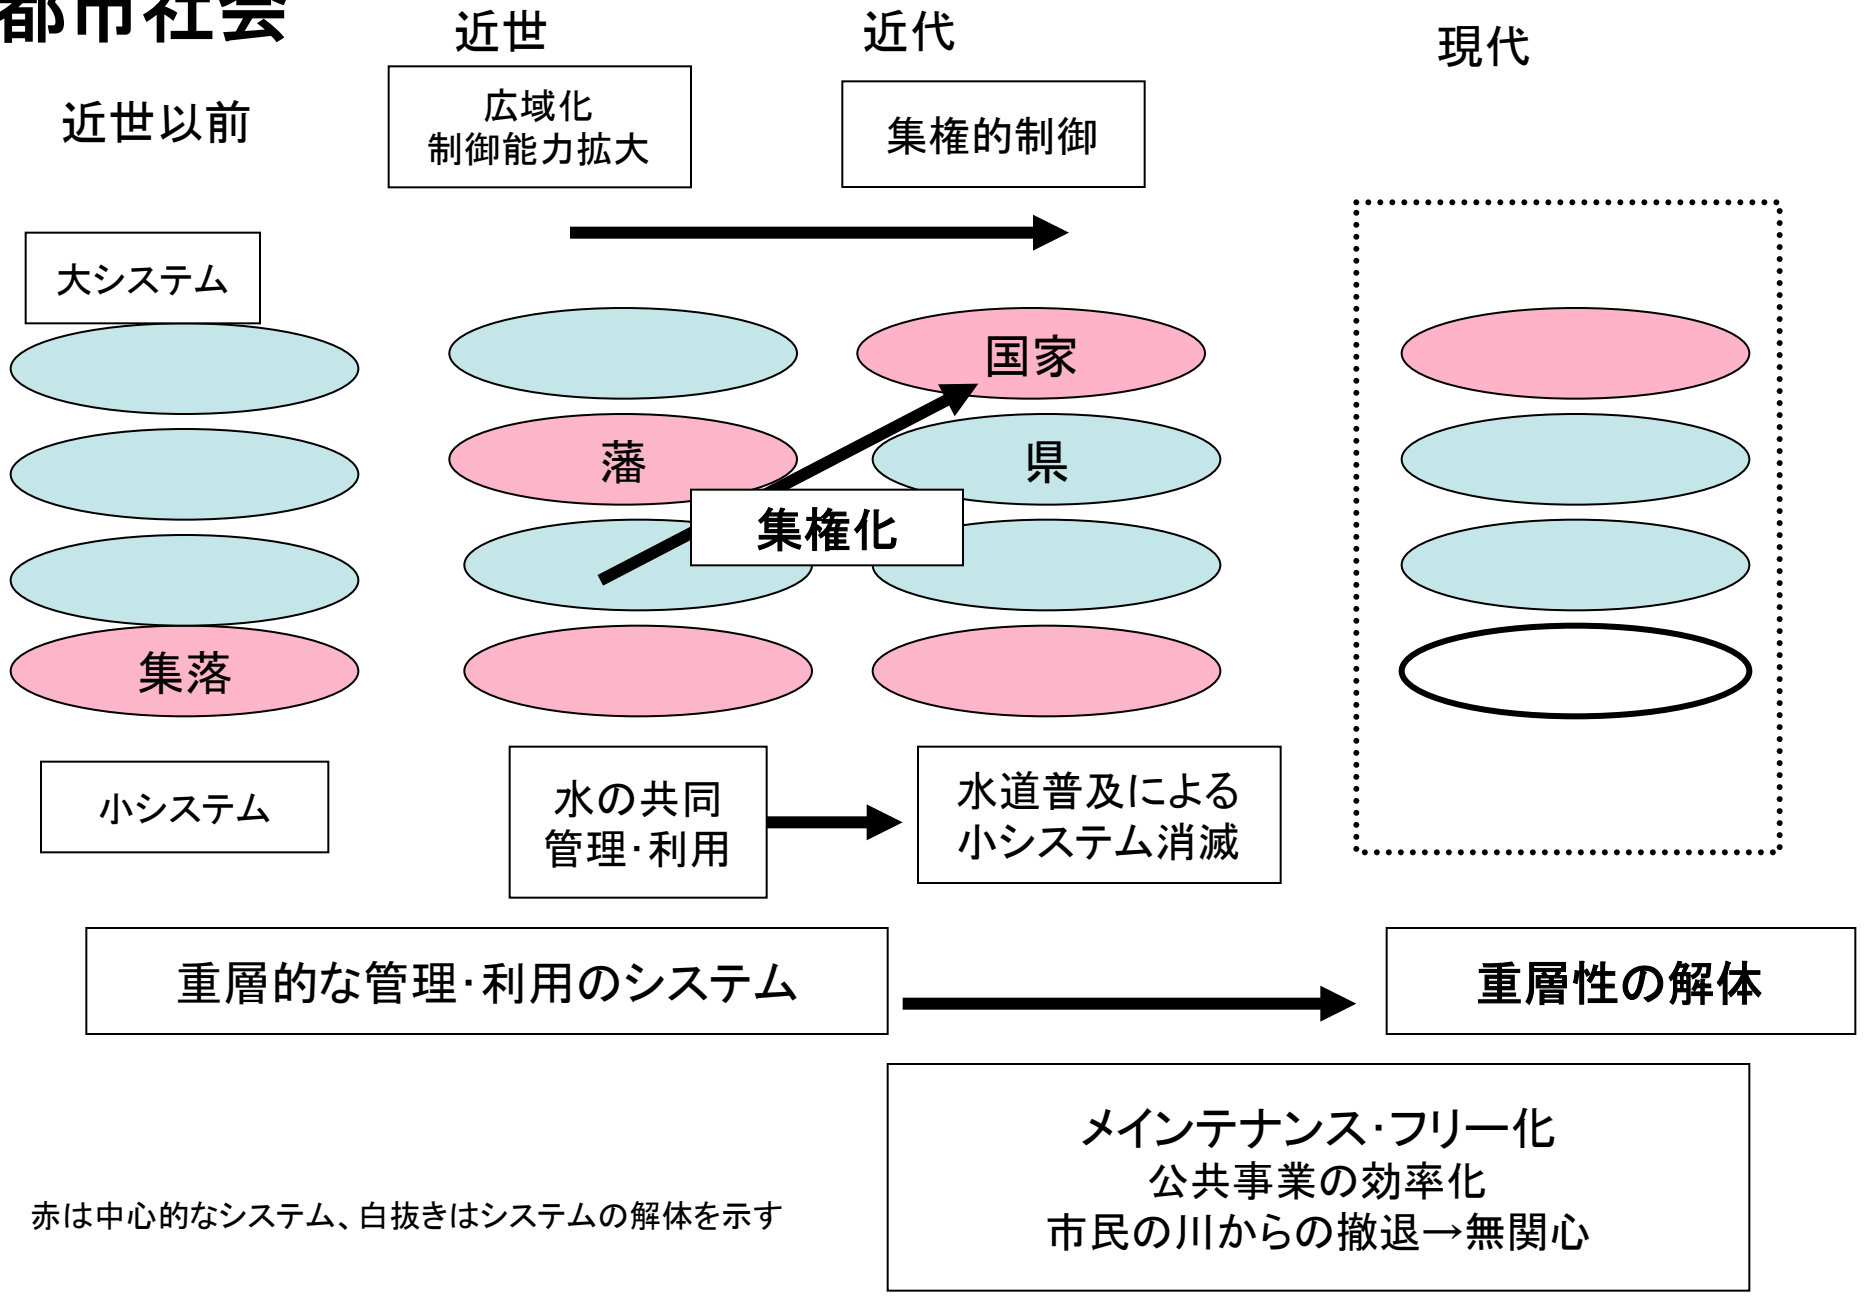 都市社会
近世
近代
現代
近世以前
広域化
制御能力拡大
集権的制御
大システム
国家
藩
県
集権化
集落
小システム
水の共同
管理・利用
水道普及による
小システム消滅
重層的な管理・利用のシステム
重層性の解体
メインテナンス・フリー化
公共事業の効率化
市民の川からの撤退→無関心
赤は中心的なシステム、白抜きはシステムの解体を示す